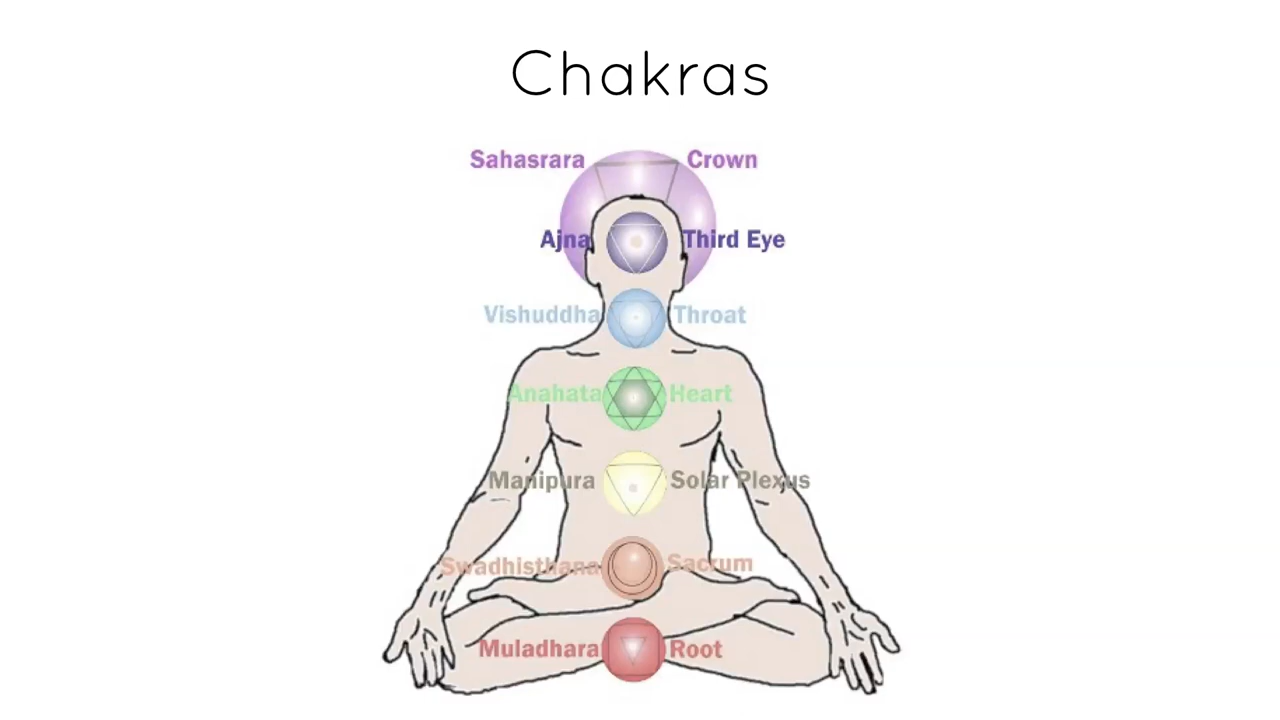 Chakras
Sahasrara Crown
Ajna Third Eye
Vishuddha Throat
Anahata Heart
Manipura Solar Plexus
Swadhisthana Sacrum
Muladhara Root